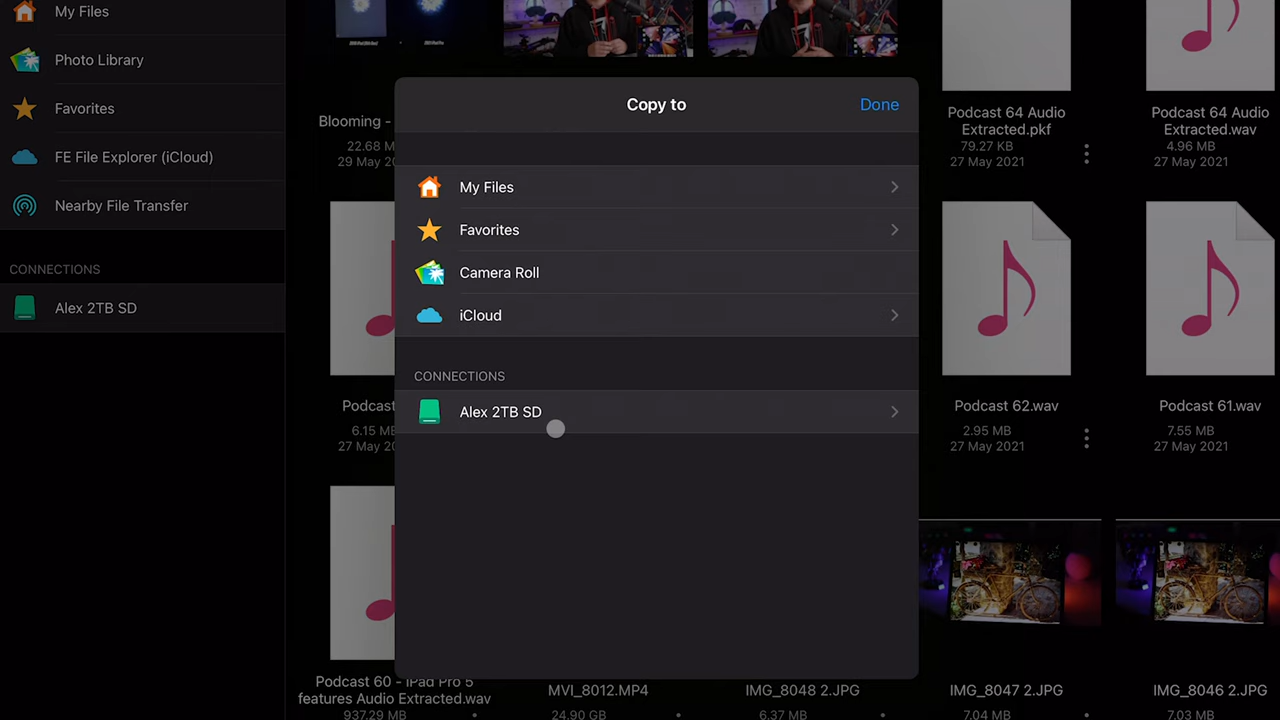 My Files
Photo Library
Favorites
FE File Explorer (iCloud)
Nearby File Transfer
CONNECTIONS
Alex 2TB SD
Copy to
Done
My Files
Favorites
Camera Roll
iCloud
CONNECTIONS
Alex 2TB SD
Blooming -
22.68 M
29 May 202
Podcast 64 Audio
Extracted.pkf
79.27 KB
27 May 2021
Podcast 64 Audio
Extracted.wav
4.96 MB
27 May 2021
Podcast
6.15 M
27 May 202
Podcast 62.wav
2.95 MB
27 May 2021
Podcast 61.wav
7.55 MB
27 May 2021
Podcast 60 - iPad Pro 5
features Audio Extracted.wav
937.29 MB
MVI_8012.MP4
24.90 GB
IMG_8048 2.JPG
6.37 MB
IMG_8047 2.JPG
7.04 MB
IMG_8046 2.JPG
7.03 MB